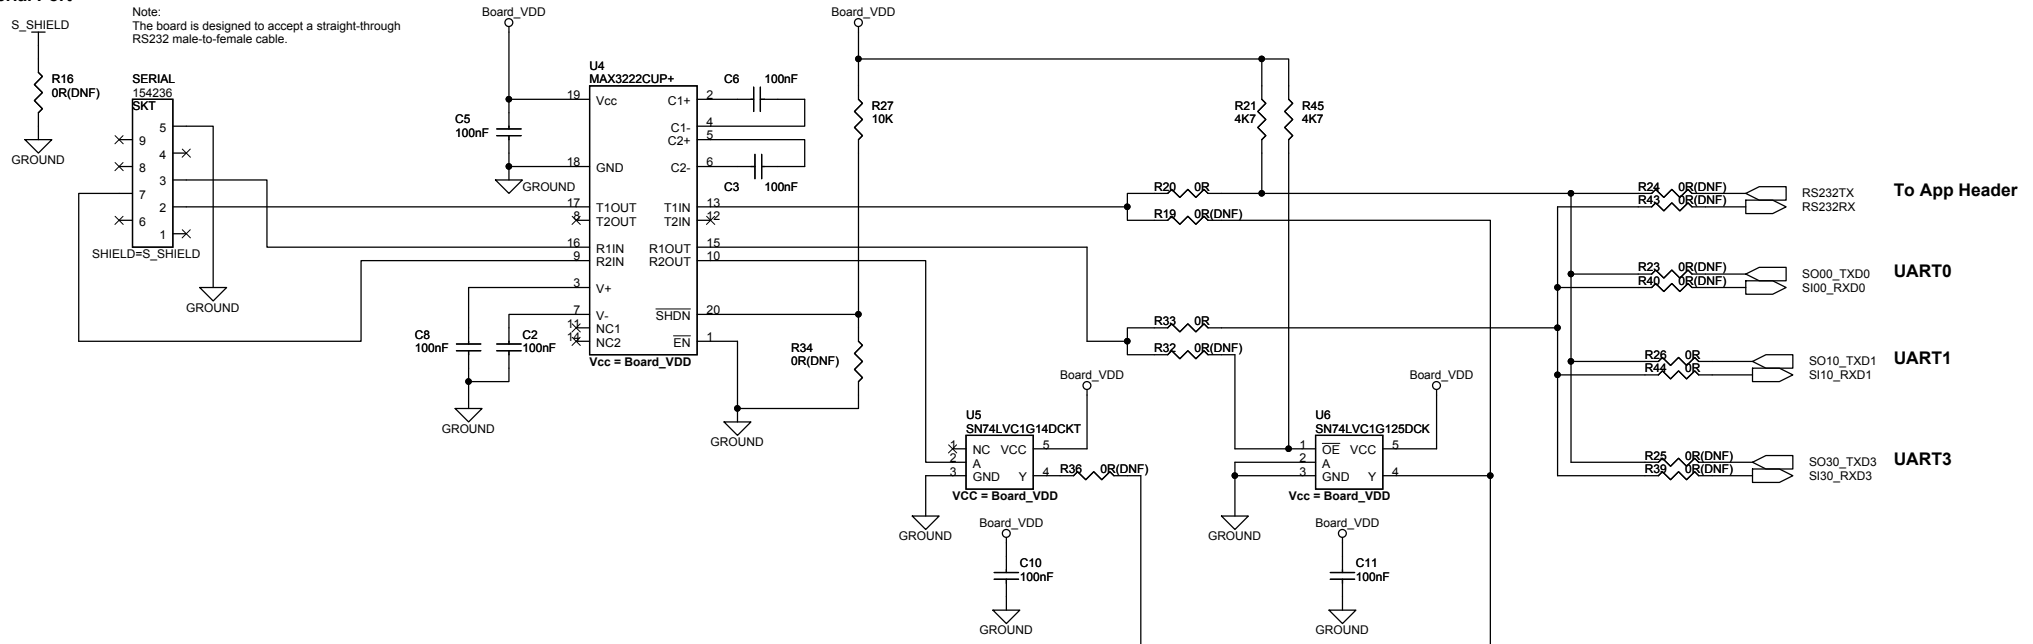 Note:
The board is designed to accept a straight-through
RS232 male-to-female cable.
S_SHIELD
R16
0R(DNF)
GROUND
SERIAL
154236
SKT
5
9
4
8
3
7
2
6
1
SHIELD=S_SHIELD
GROUND
Board_VDD
C5
100nF
GROUND
U4
MAX3222CUP+
19 Vcc C1+ 2
C1- 4
C2+ 5
18 GND C2- 6
17 T1OUT T1IN 13
8 T2OUT T2IN 12
16 R1IN R1OUT 15
9 R2IN R2OUT 10
3 V+
7 V- SHDN 20
11 NC1
14 NC2 EN 1
Vcc = Board_VDD
C6 100nF
C3 100nF
C8
100nF
C2
100nF
GROUND
Board_VDD
R27
10K
R34
0R(DNF)
GROUND
R21
4K7
R45
4K7
R20 0R
R19 0R(DNF)
R33 0R
R32 0R(DNF)
U5
SN74LVC1G14DCKT
1 NC VCC 5
2 A
3 GND Y 4
VCC = Board_VDD
Board_VDD
R36 0R(DNF)
GROUND
Board_VDD
C10
100nF
GROUND
U6
SN74LVC1G125DCK
1 OE VCC 5
2 A
3 GND Y 4
Vcc = Board_VDD
Board_VDD
GROUND
Board_VDD
C11
100nF
GROUND
R24 0R(DNF) RS232TX To App Header
R43 0R(DNF) RS232RX
R23 0R(DNF) SO00_TXD0 UART0
R40 0R(DNF) SI00_RXD0
R26 0R SO10_TXD1 UART1
R44 0R SI10_RXD1
R25 0R(DNF) SO30_TXD3 UART3
R39 0R(DNF) SI30_RXD3